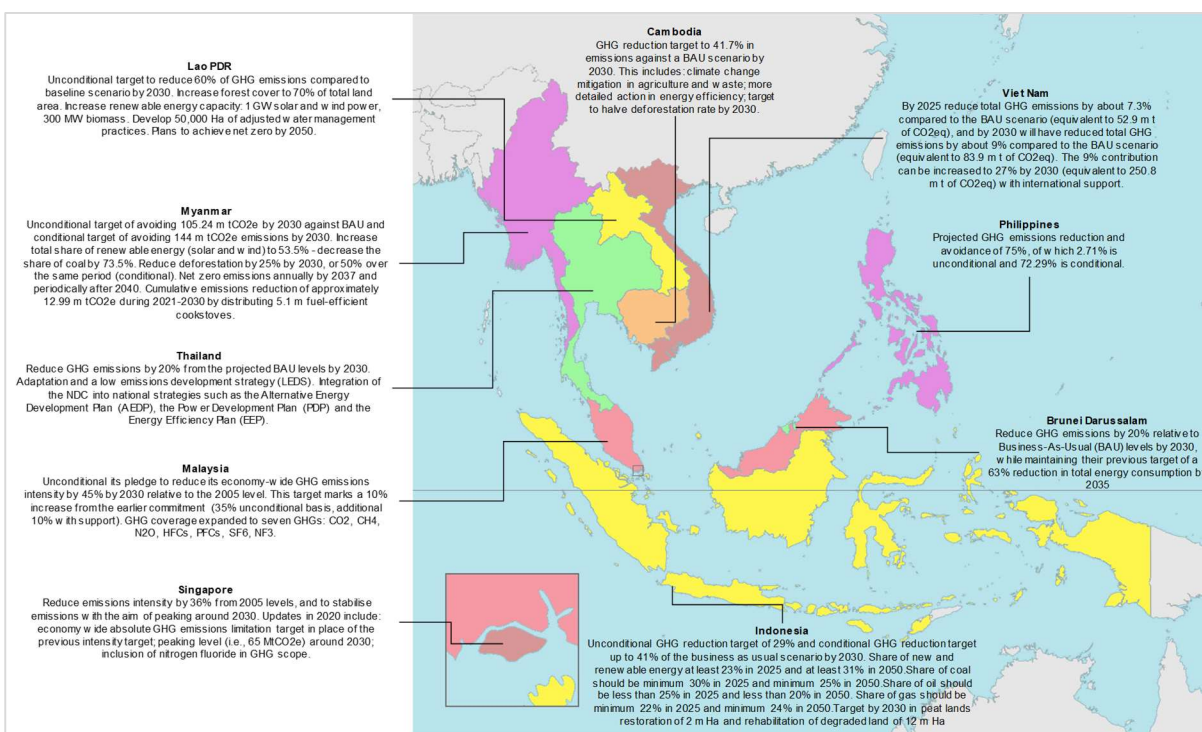 Lao PDR
Unconditional target to reduce 60% of GHG emissions compared to
baseline scenario by 2030. Increase forest cover to 70% of total land
area. Increase renewable energy capacity: 1 GW solar and wind power,
300 MW biomass. Develop 50,000 Ha of adjusted water management
practices. Plans to achieve net zero by 2050.
Myanmar
Unconditional target of avoiding 105.24 m tCO2e by 2030 against BAU and
conditional target of avoiding 144 m tCO2e emissions by 2030. Increase
total share of renewable energy (solar and wind) to 53.5% - decrease the
share of coal by 73.5%. Reduce deforestation by 25% by 2030, or 50% over
the same period (conditional). Net zero emissions annually by 2037 and
periodically after 2040. Cumulative emissions reduction of approximately
12.99 m tCO2e during 2021-2030 by distributing 5.1 m fuel-efficient
cookstoves.
Thailand
Reduce GHG emissions by 20% from the projected BAU levels by 2030.
Adaptation and a low emissions development strategy (LEDS). Integration of
the NDC into national strategies such as the Alternative Energy
Development Plan (AEDP), the Power Development Plan (PDP) and the
Energy Efficiency Plan (EEP).
Malaysia
Unconditional its pledge to reduce its economy-wide GHG emissions
intensity by 45% by 2030 relative to the 2005 level. This target marks a 10%
increase from the earlier commitment (35% unconditional basis, additional
10% with support). GHG coverage expanded to seven GHGs: CO2, CH4,
N2O, HFCs, PFCs, SF6, NF3.
Singapore
Reduce emissions intensity by 36% from 2005 levels, and to stabilise
emissions with the aim of peaking around 2030. Updates in 2020 include:
economy wide absolute GHG emissions limitation target in place of the
previous intensity target; peaking level (i.e., 65 MtCO2e) around 2030;
inclusion of nitrogen fluoride in GHG scope.
Cambodia
GHG reduction target to 41.7% in
emissions against a BAU scenario by
2030. This includes: climate change
mitigation in agriculture and waste; more
detailed action in energy efficiency; target
to halve deforestation rate by 2030.
Viet Nam
By 2025 reduce total GHG emissions by about 7.3%
compared to the BAU scenario (equivalent to 52.9 m t
of CO2eq), and by 2030 will have reduced total GHG
emissions by about 9% compared to the BAU scenario
(equivalent to 83.9 m t of CO2eq). The 9% contribution
can be increased to 27% by 2030 (equivalent to 250.8
m t of CO2eq) with international support.
Philippines
Projected GHG emissions reduction and
avoidance of 75%, of which 2.71% is
unconditional and 72.29% is conditional.
Brunei Darussalam
Reduce GHG emissions by 20% relative to
Business-As-Usual (BAU) levels by 2030,
while maintaining their previous target of a
63% reduction in total energy consumption b
2035
Indonesia
Unconditional GHG reduction target of 29% and conditional GHG reduction target
up to 41% of the business as usual scenario by 2030. Share of new and
renewable energy at least 23% in 2025 and at least 31% in 2050.Share of coal
should be minimum 30% in 2025 and minimum 25% in 2050.Share of oil should
be less than 25% in 2025 and less than 20% in 2050. Share of gas should be
minimum 22% in 2025 and minimum 24% in 2050.Target by 2030 in peat lands
restoration of 2 m Ha and rehabilitation of degraded land of 12 m Ha